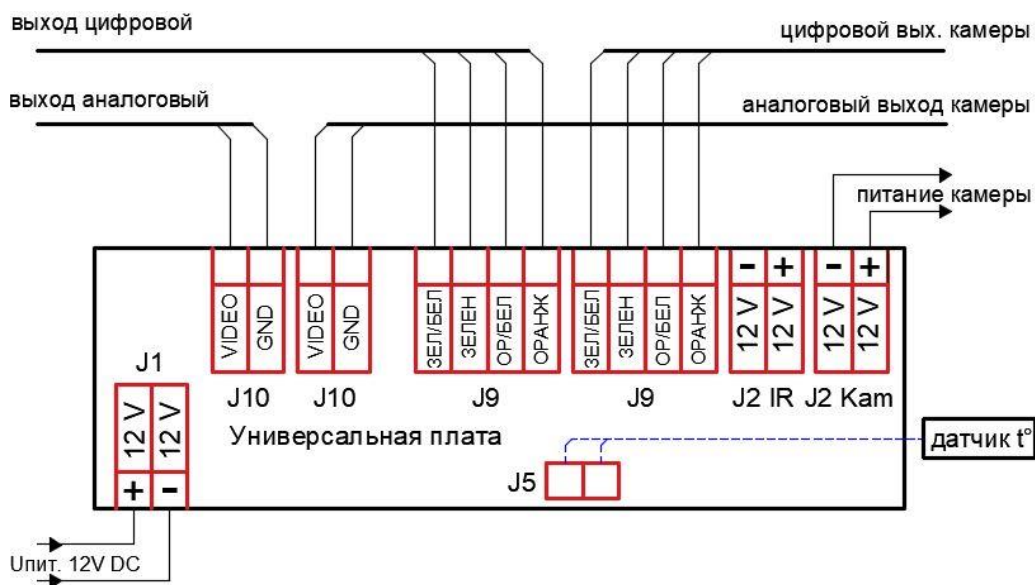 выход цифровой
цифровой вых. камеры
выход аналоговый
аналоговый выход камеры
питание камеры
- + - +
VIDEO GND VIDEO GND ЗЕЛ/БЕЛ ЗЕЛЕН ОР/БЕЛ ОРАНЖ ЗЕЛ/БЕЛ ЗЕЛЕН ОР/БЕЛ ОРАНЖ 12 V 12 V 12 V 12 V
J1
J10 J10 J9 J9 J2 IR J2 Kam
12 V 12 V
Универсальная плата
датчик t°
J5
+ -
Uпит. 12V DC